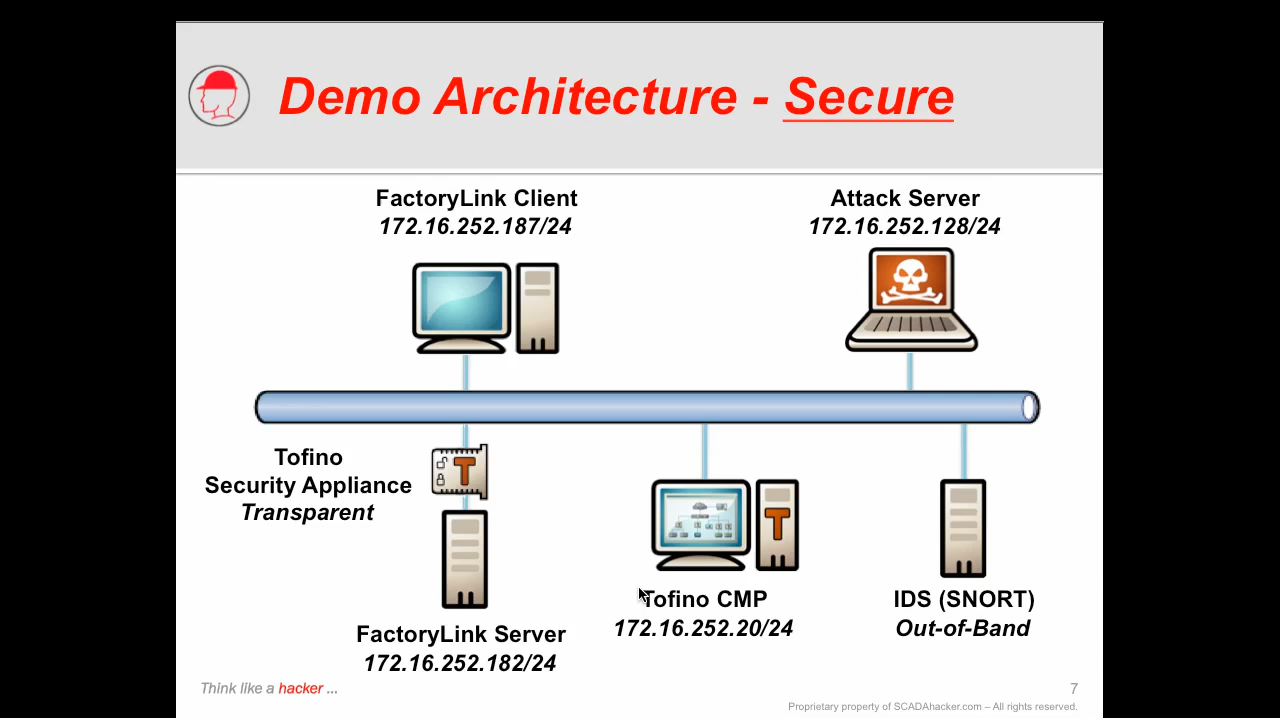 Demo Architecture - Secure
FactoryLink Client
172.16.252.187/24
Attack Server
172.16.252.128/24
Tofino
Security Appliance
Transparent
T
T
FactoryLink Server
172.16.252.182/24
Tofino CMP
172.16.252.20/24
IDS (SNORT)
Out-of-Band
Think like a hacker ...
7
Proprietary property of SCADAhacker.com – All rights reserved.